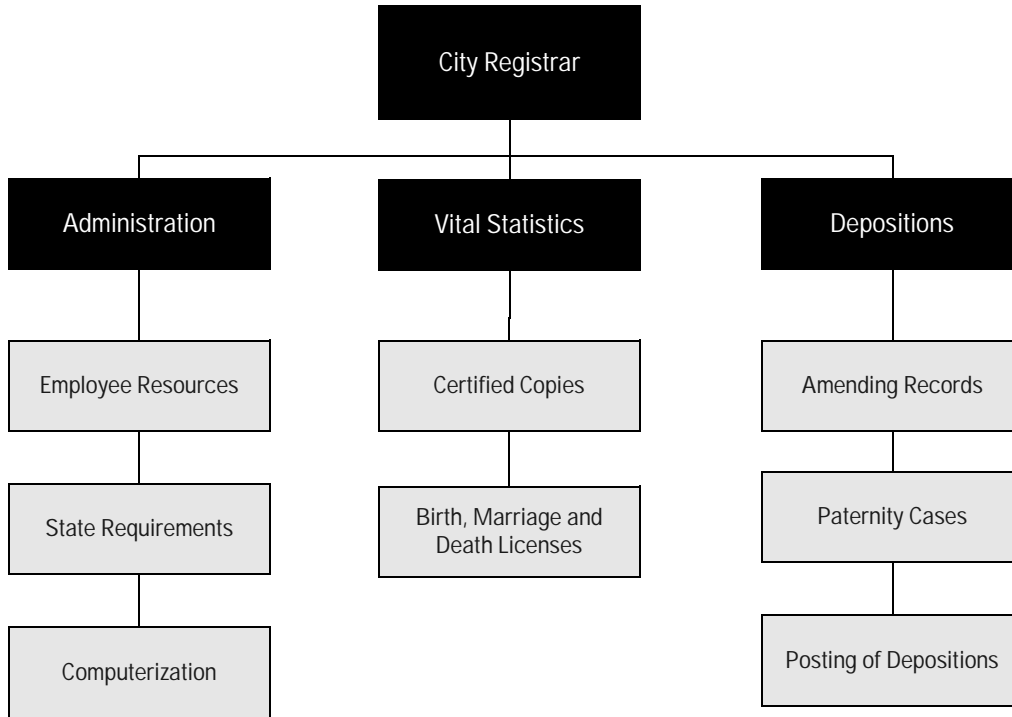 City Registrar
Administration
Vital Statistics
Depositions
Employee Resources
Certified Copies
Amending Records
State Requirements
Birth, Marriage and
Death Licenses
Paternity Cases
Computerization
Posting of Depositions